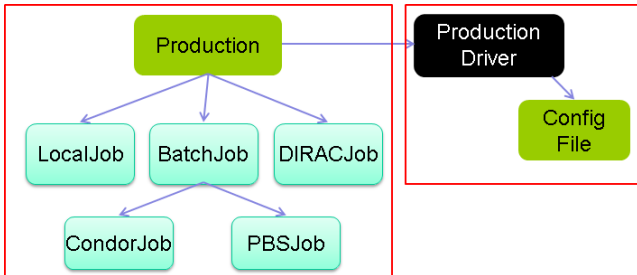 Production
Production
Driver
Config
File
LocalJob
BatchJob
DIRACJob
CondorJob
PBSJob